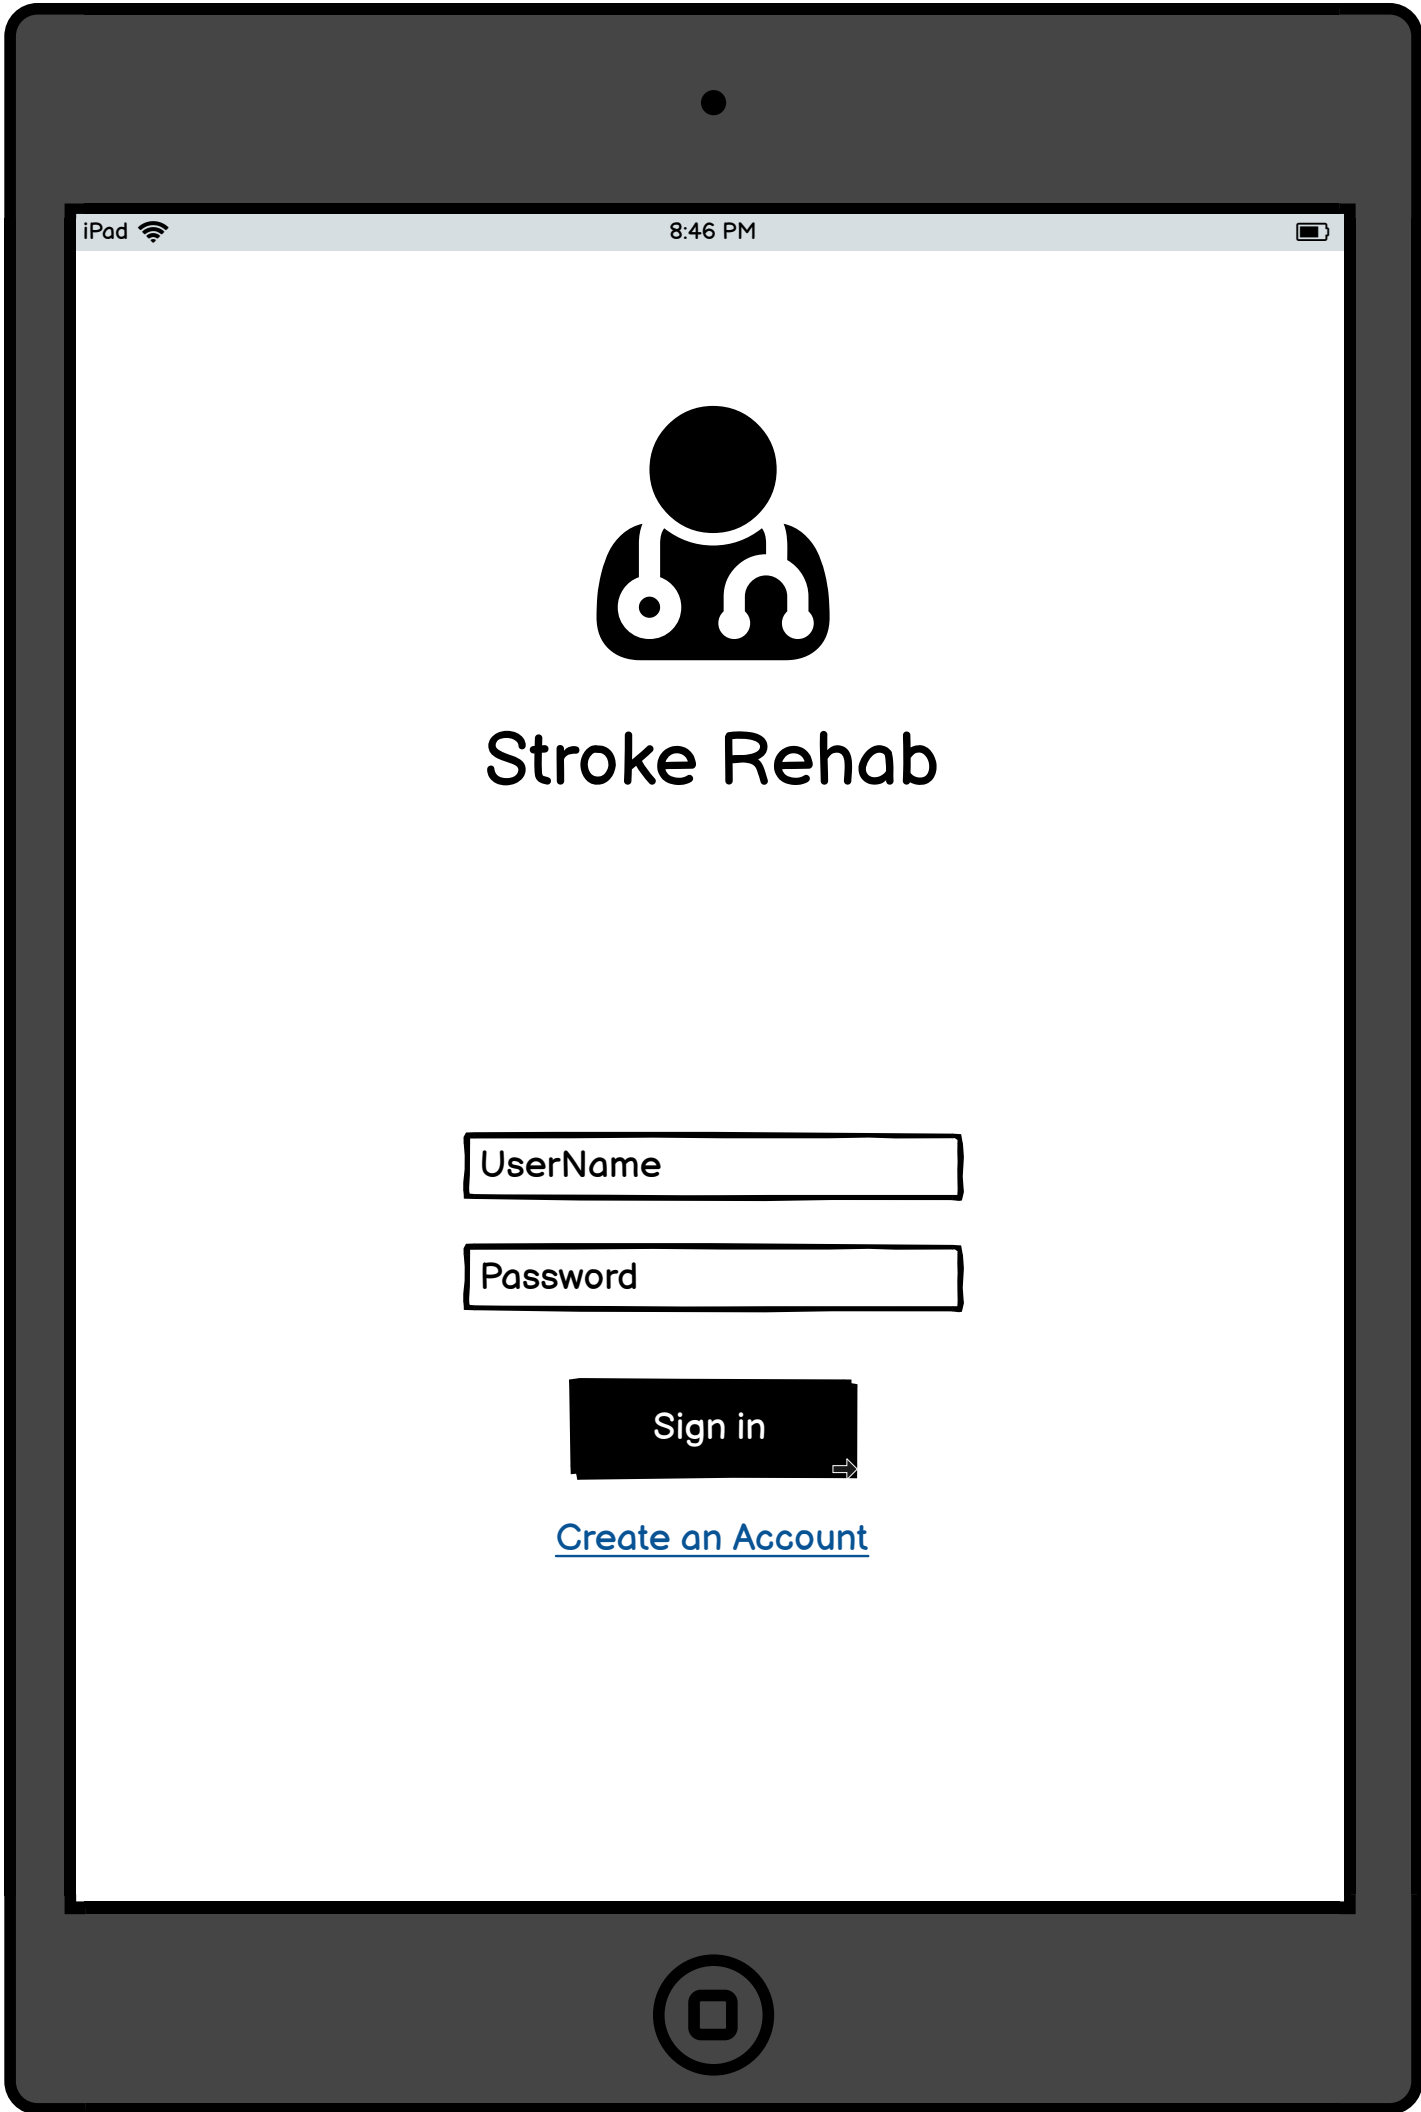 iPad 8:46 PM
Stroke Rehab
UserName
Password
Sign in
Create an Account